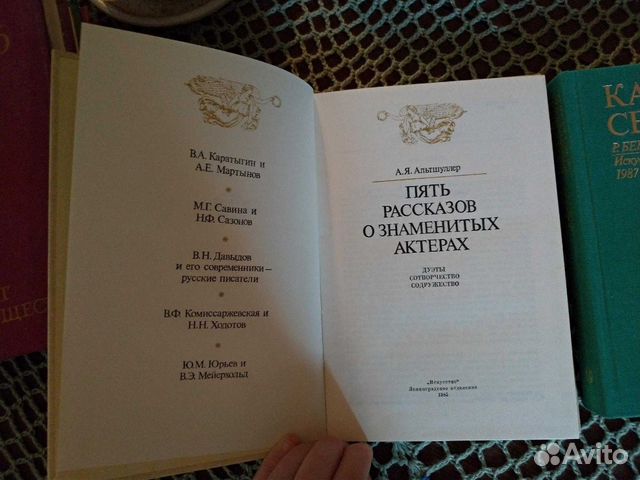 В.А. Каратыгин и
А.Е. Мартынов
М.Г. Савина и
Н.Ф. Сазонов
В.Н. Давыдов
и его современники—
русские писатели
В.Ф. Комиссаржевская и
Н.Н. Ходотов
Ю.М. Юрьев и
В.Э. Мейерхольд
А.Я. Альтшуллер
ПЯТЬ
РАССКАЗОВ
О ЗНАМЕНИТЫХ
АКТЕРАХ
ДУЭТЫ
СОТВОРЧЕСТВО
СОДРУЖЕСТВО
„Искусство"
Ленинградское отделение
КА
СЕ
Р. БЕ
Искус
1987
Avito